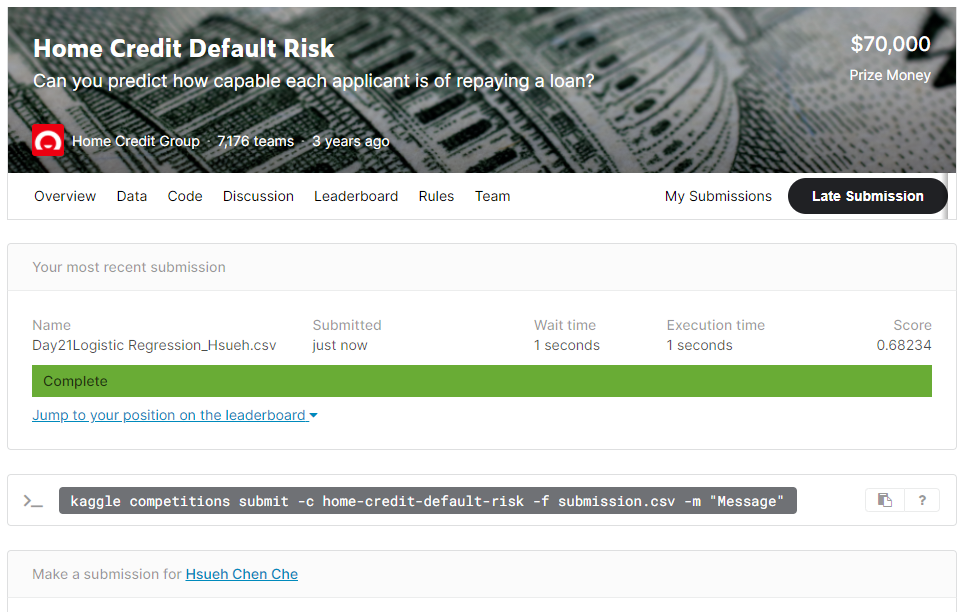 Home Credit Default Risk
$70,000
Can you predict how capable each applicant is of repaying a loan?
Prize Money
Home Credit Group · 7,176 teams · 3 years ago
Overview Data Code Discussion Leaderboard Rules Team My Submissions Late Submission
Your most recent submission
Name Submitted Wait time Execution time Score
Day21Logistic Regression_Hsueh.csv just now 1 seconds 1 seconds 0.68234
Complete
Jump to your position on the leaderboard
>_ kaggle competitions submit -c home-credit-default-risk -f submission.csv -m "Message" ?
Make a submission for Hsueh Chen Che